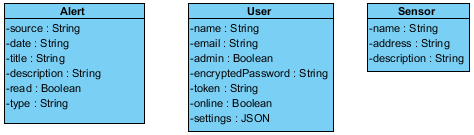 Alert
-source : String
-date : String
-title : String
-description : String
-read : Boolean
-type : String
User
-name : String
-email : String
-admin : Boolean
-encryptedPassword : String
-token : String
-online : Boolean
-settings : JSON
Sensor
-name : String
-address : String
-description : String